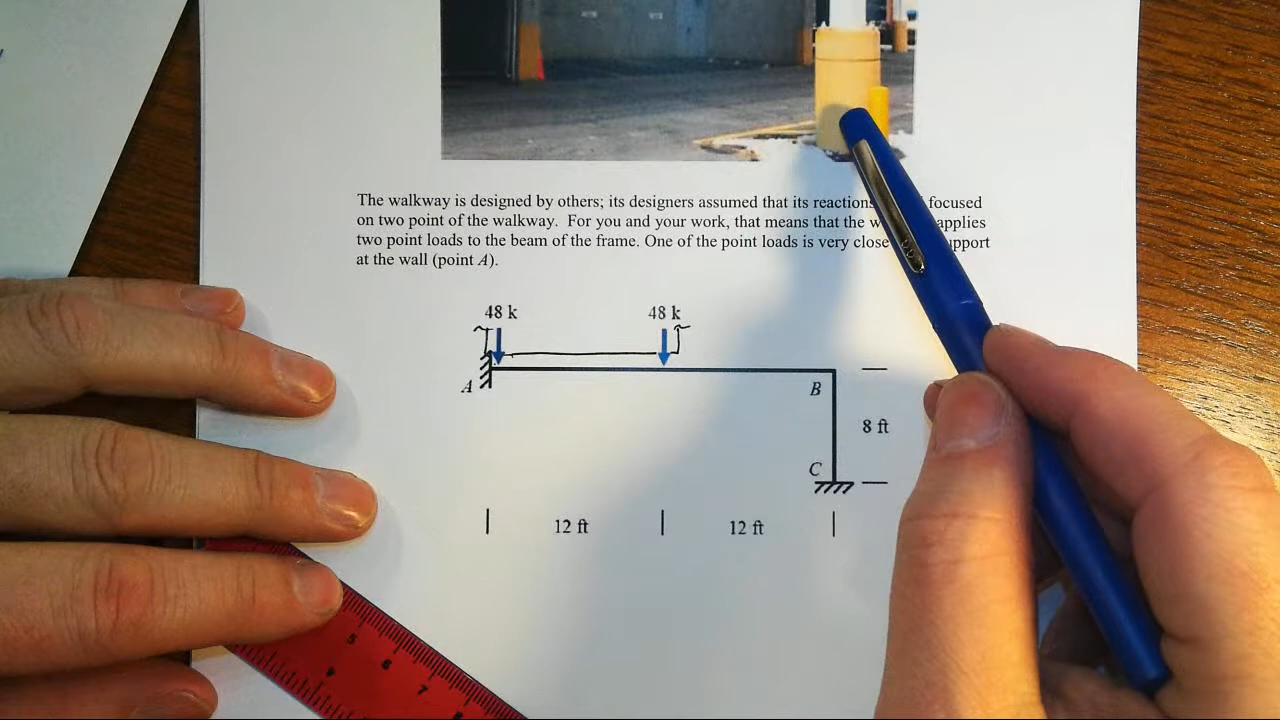 The walkway is designed by others; its designers assumed that its reactions focused
on two point of the walkway. For you and your work, that means that the applies
two point loads to the beam of the frame. One of the point loads is very close
at the wall (point A).
48 k 48 k
A
B
8 ft
C
12 ft 12 ft
5
6
7